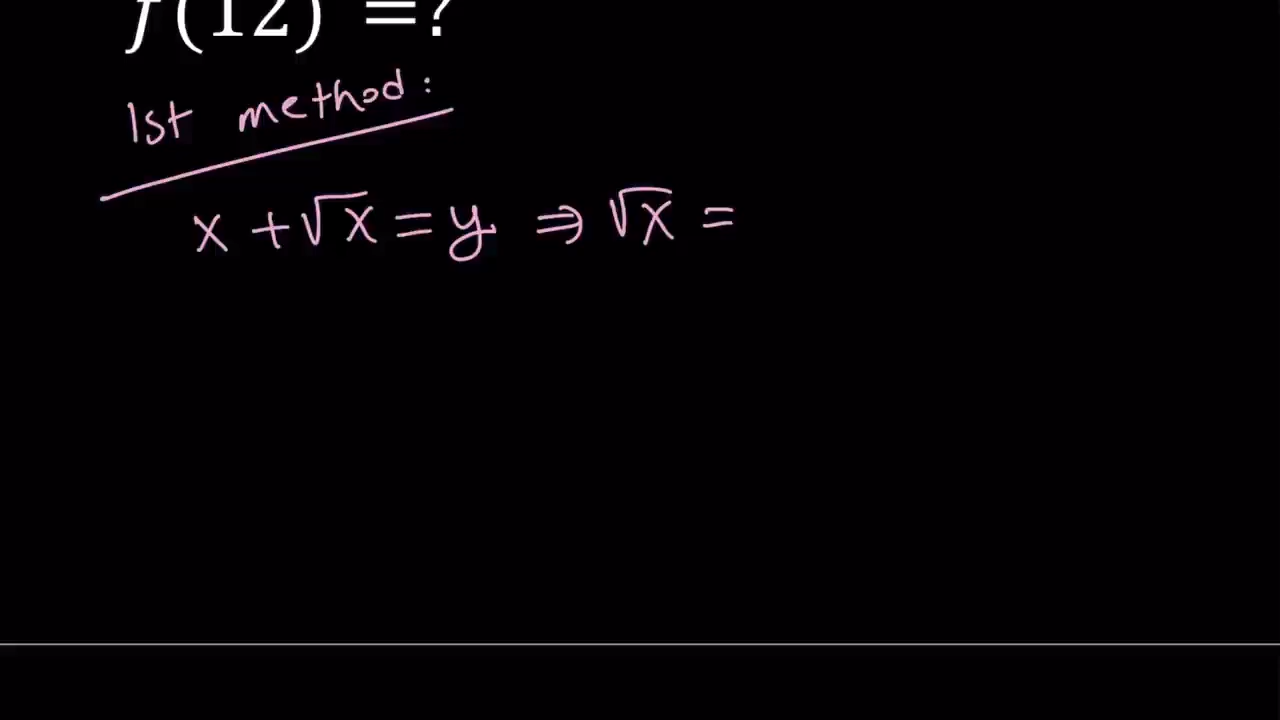 f(12) =?
1st method:
x + √x = y ⇒ √x =